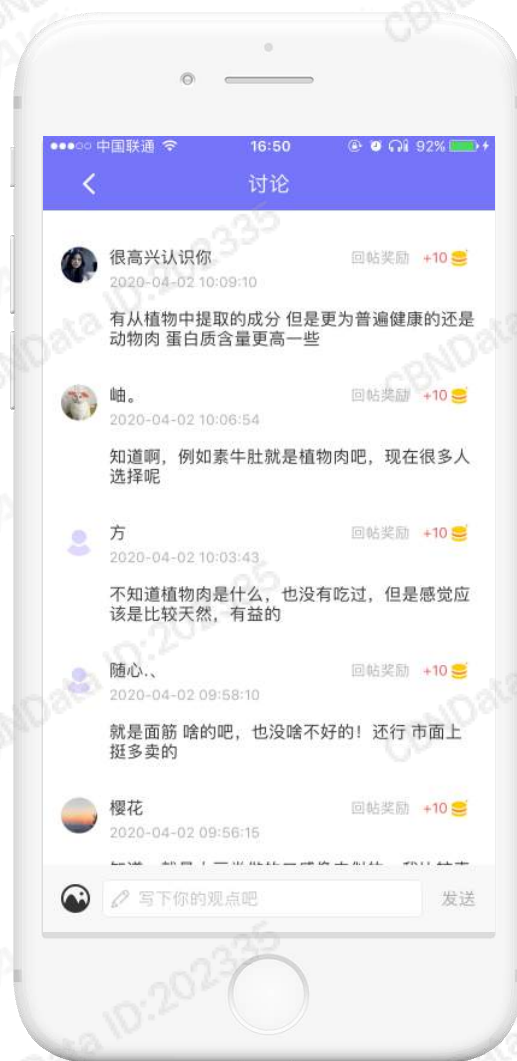 中国联通 16:50 92%
讨论
很高兴认识你 回帖奖励 +10
2020-04-02 10:09:10
有从植物中提取的成分 但是更为普遍健康的还是
动物肉 蛋白质含量更高一些
岫。 回帖奖励 +10
2020-04-02 10:06:54
知道啊，例如素牛肚就是植物肉吧，现在很多人
选择呢
方 回帖奖励 +10
2020-04-02 10:03:43
不知道植物肉是什么，也没有吃过，但是感觉应
该是比较天然，有益的
随心.、 回帖奖励 +10
2020-04-02 09:58:10
就是面筋 啥的吧，也没啥不好的！还行 市面上
挺多卖的
樱花 回帖奖励 +10
2020-04-02 09:56:15
写下你的观点吧 发送
CBNData ID:202335